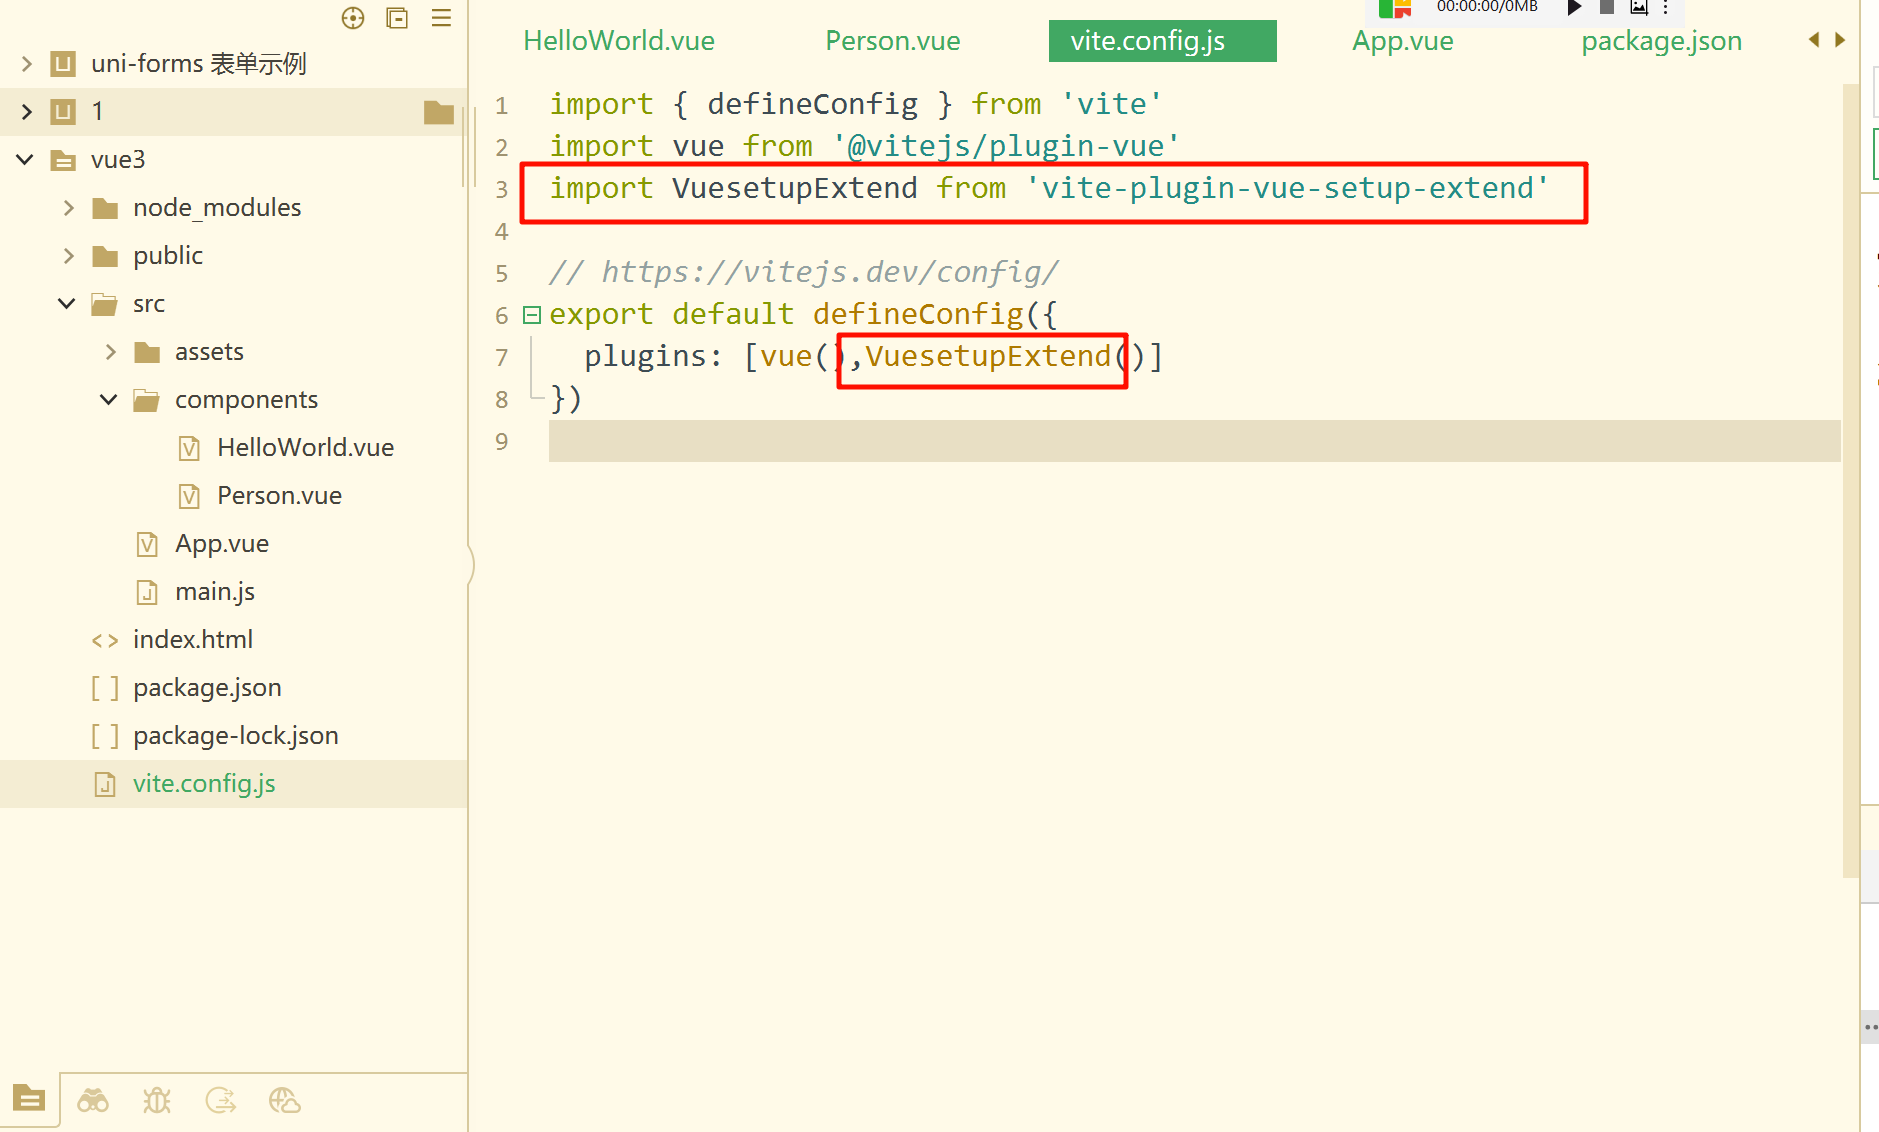 00:00:00/0MB
HelloWorld.vue Person.vue vite.config.js App.vue package.json
uni-forms 表单示例
1
vue3
node_modules
public
src
assets
components
HelloWorld.vue
Person.vue
App.vue
main.js
index.html
package.json
package-lock.json
vite.config.js
1 import { defineConfig } from 'vite'
2 import vue from '@vitejs/plugin-vue'
3 import VuesetupExtend from 'vite-plugin-vue-setup-extend'
4
5 // https://vitejs.dev/config/
6 export default defineConfig({
7 plugins: [vue(),VuesetupExtend()]
8 })
9